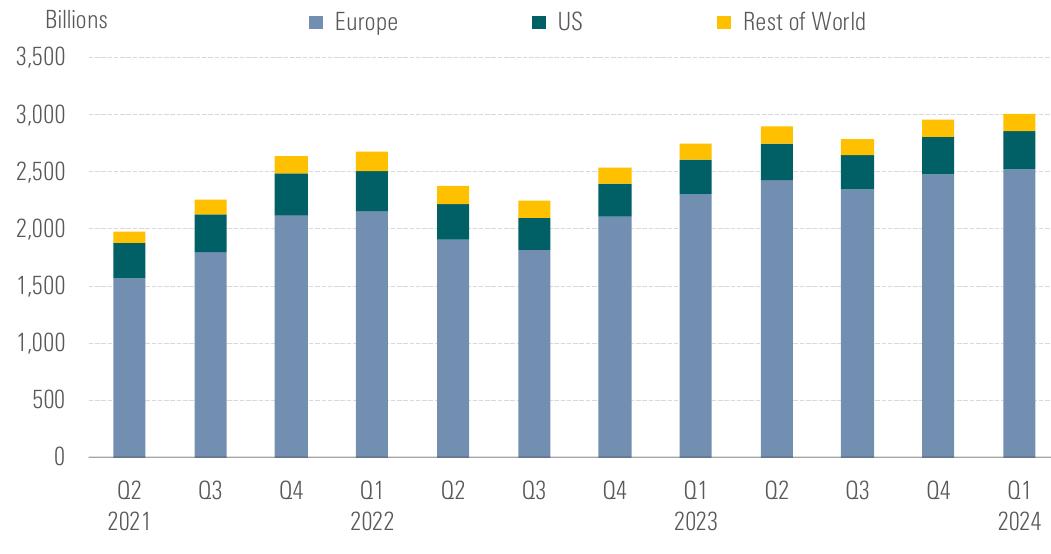 Billions
Europe
US
Rest of World
3,500
3,000
2,500
2,000
1,500
1,000
500
0
Q2 Q3 Q4 Q1 Q2 Q3 Q4 Q1 Q2 Q3 Q4 Q1
2021 2022 2023 2024